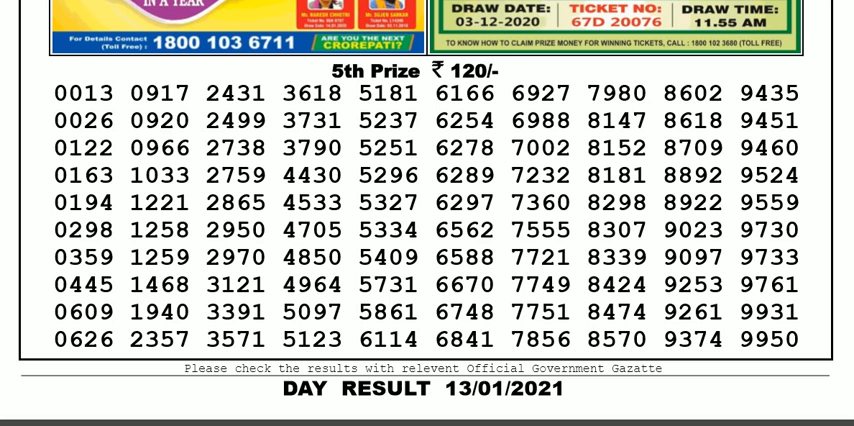 IN A YEAR
For Details Contact
(Toll Free) : 1800 103 6711
ARE YOU THE NEXT
CROREPATI?
DRAW DATE:
03-12-2020
TICKET NO:
67D 20076
DRAW TIME:
11.55 AM
TO KNOW HOW TO CLAIM PRIZE MONEY FOR WINNING TICKETS, CALL : 1800 102 3680 (TOLL FREE)
5th Prize ₹ 120/-
0013 0917 2431 3618 5181 6166 6927 7980 8602 9435
0026 0920 2499 3731 5237 6254 6988 8147 8618 9451
0122 0966 2738 3790 5251 6278 7002 8152 8709 9460
0163 1033 2759 4430 5296 6289 7232 8181 8892 9524
0194 1221 2865 4533 5327 6297 7360 8298 8922 9559
0298 1258 2950 4705 5334 6562 7555 8307 9023 9730
0359 1259 2970 4850 5409 6588 7721 8339 9097 9733
0445 1468 3121 4964 5731 6670 7749 8424 9253 9761
0609 1940 3391 5097 5861 6748 7751 8474 9261 9931
0626 2357 3571 5123 6114 6841 7856 8570 9374 9950
Please check the results with relevent Official Government Gazatte
DAY RESULT 13/01/2021